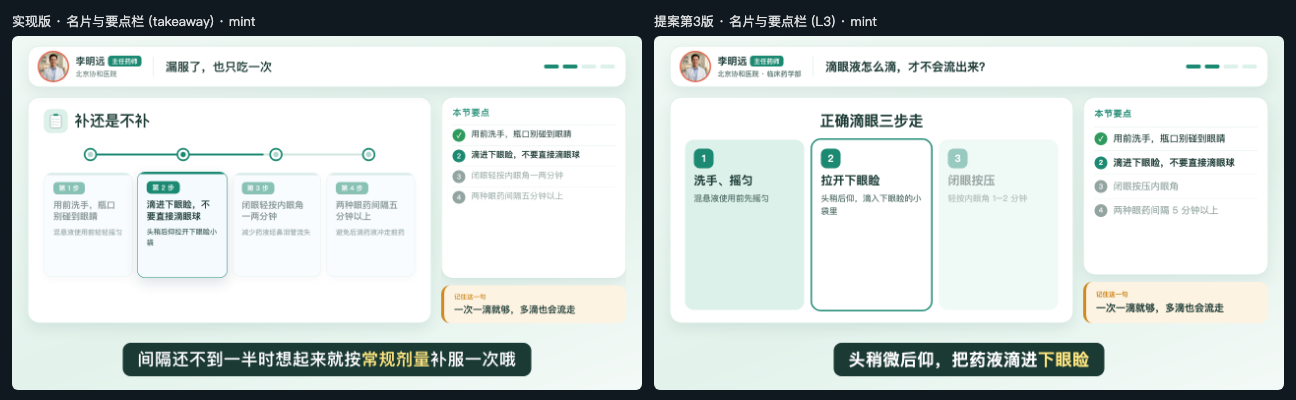 实现版 · 名片与要点栏 (takeaway) · mint
李明远 主任药师
北京协和医院
漏服了，也只吃一次
补还是不补
第 1 步
用前洗手，瓶口
别碰到眼睛
混悬液使用前轻轻摇匀
第 2 步
滴进下眼睑，不
要直接滴眼球
头稍后仰拉开下眼睑小
袋
第 3 步
闭眼轻按内眼角
一两分钟
减少药液经鼻泪管流失
第 4 步
两种眼药间隔五
分钟以上
避免后滴药液冲走前药
本节要点
用前洗手，瓶口别碰到眼睛
2 滴进下眼睑，不要直接滴眼球
3 闭眼轻按内眼角一两分钟
4 两种眼药间隔五分钟以上
记住这一句
一次一滴就够，多滴也会流走
间隔还不到一半时想起来就按常规剂量补服一次哦
提案第3版 · 名片与要点栏 (L3) · mint
李明远 主任药师
北京协和医院 · 临床药学部
滴眼液怎么滴，才不会流出来？
正确滴眼三步走
1
洗手、摇匀
混悬液使用前先摇匀
2
拉开下眼睑
头稍后仰，滴入下眼睑的小
袋里
3
闭眼按压
轻按内眼角 1–2 分钟
本节要点
用前洗手，瓶口别碰到眼睛
2 滴进下眼睑，不要直接滴眼球
3 闭眼按压内眼角
4 两种眼药间隔 5 分钟以上
记住这一句
一次一滴就够，多滴也会流走
头稍微后仰，把药液滴进下眼睑